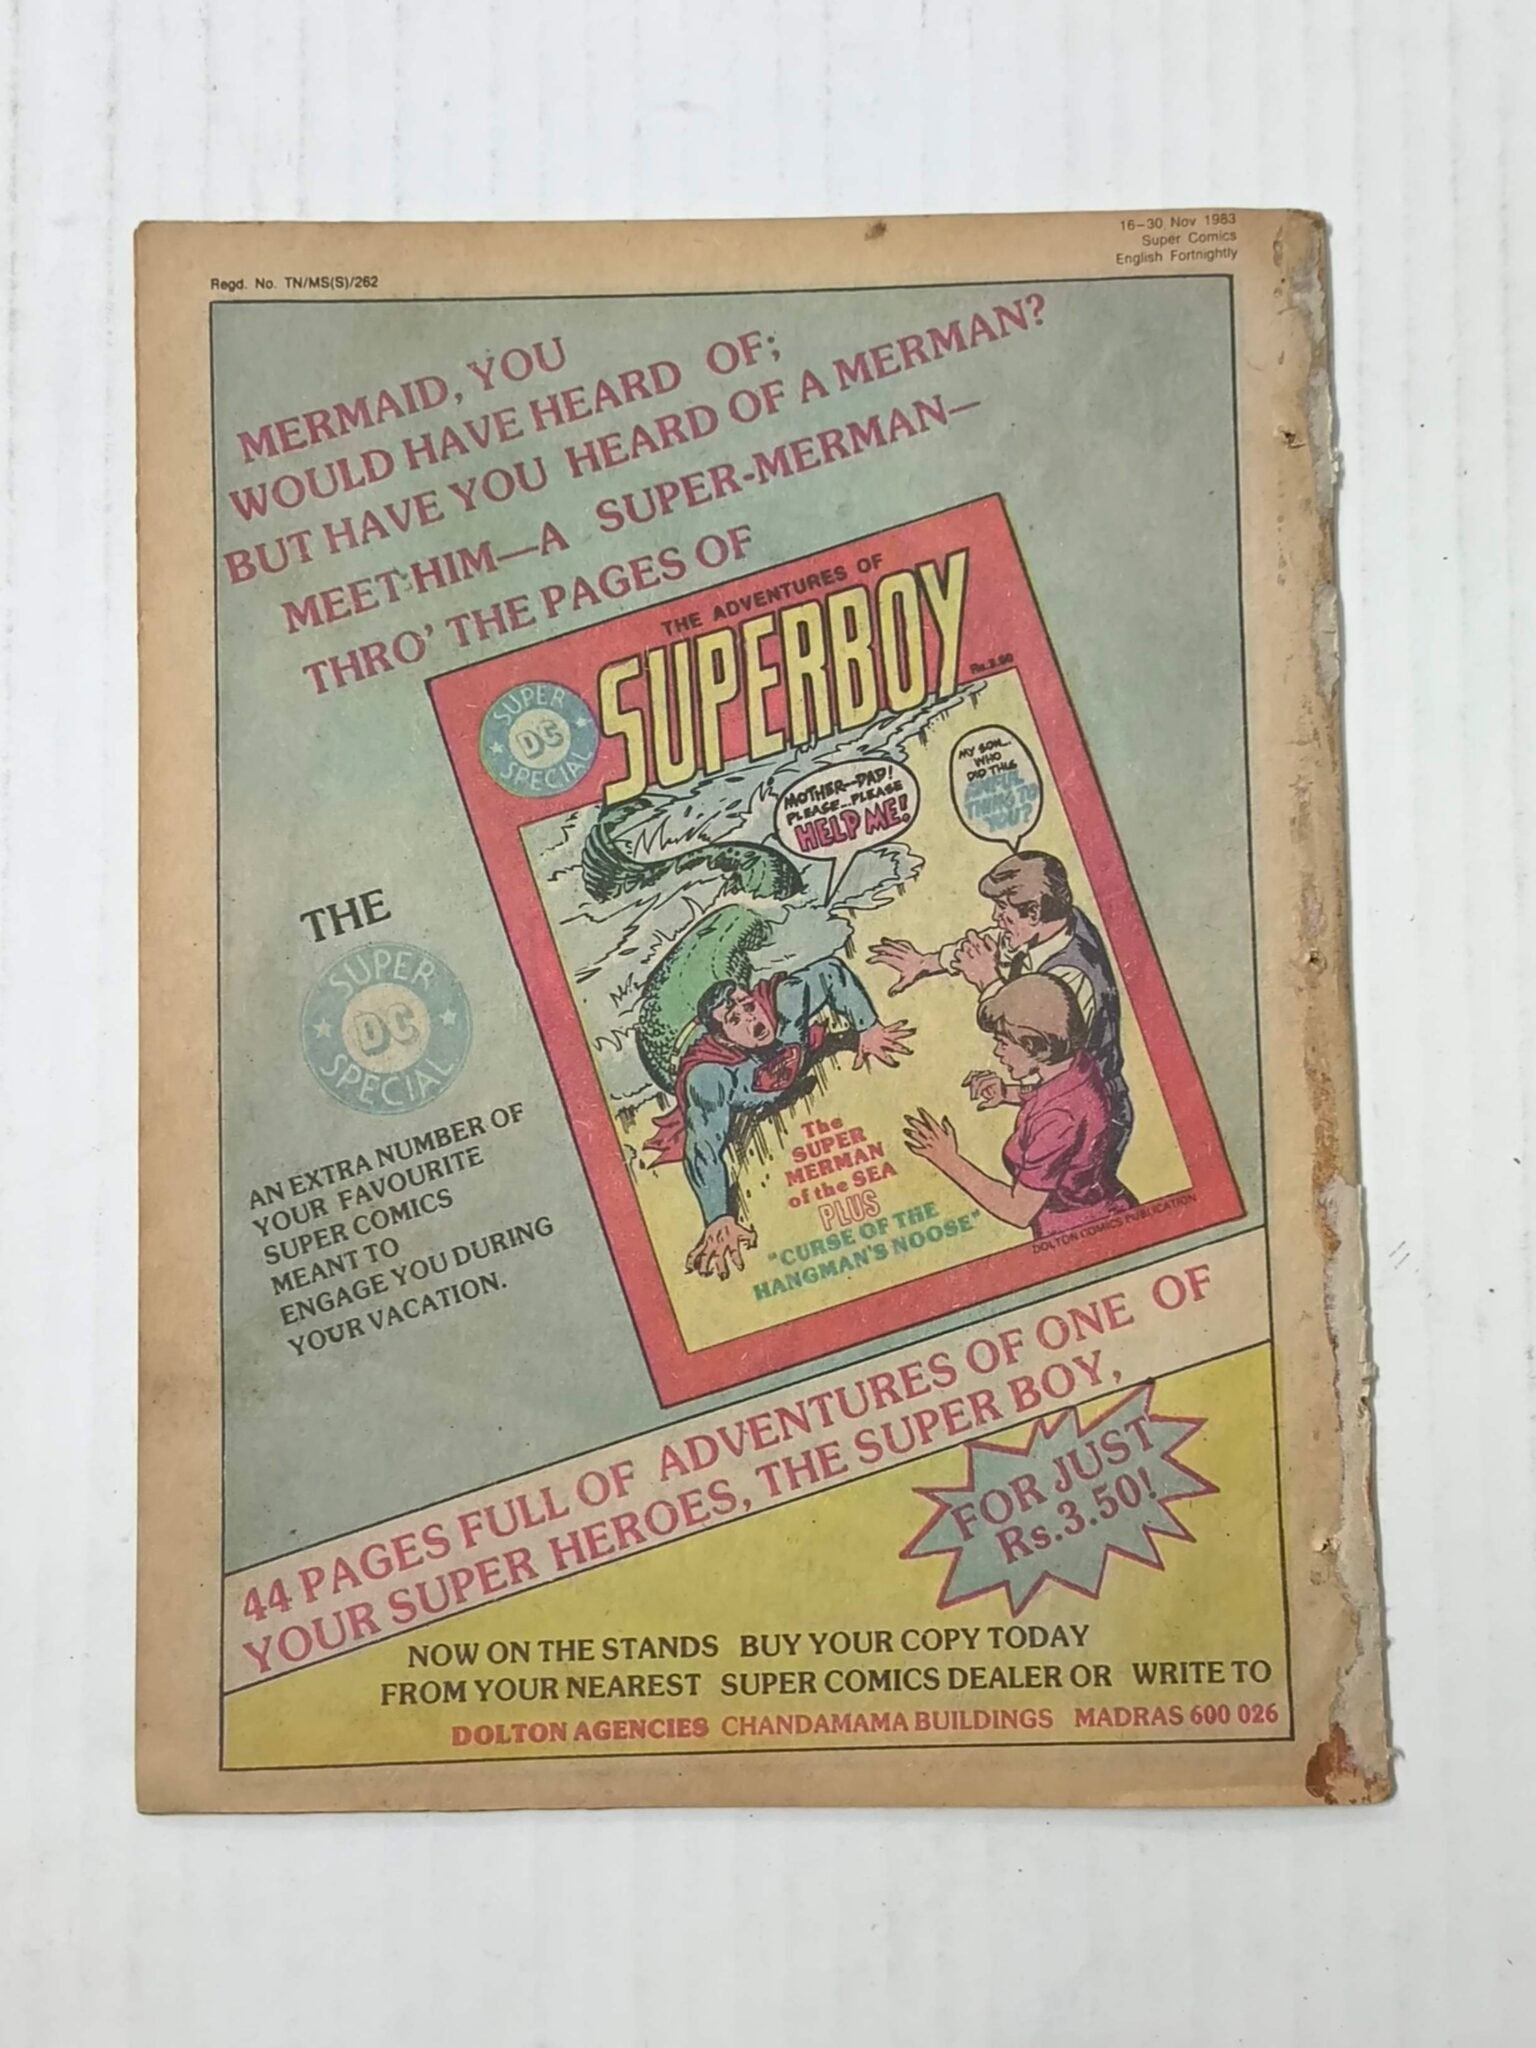 16-30 Nov 1983
Super Comics
English Fortnightly
Regd. No. TN/MS(S)/262
MERMAID, YOU
WOULD HAVE HEARD OF;
BUT HAVE YOU HEARD OF A MERMAN?
MEET HIM—A SUPER-MERMAN—
THRO' THE PAGES OF
THE ADVENTURES OF
SUPERBOY
Rs.3.50
SUPER
DC
SPECIAL
MOTHER--DAD!
PLEASE...PLEASE
HELP ME!
MY SON...
WHO
DID THIS
AWFUL
THING TO
YOU?
The
SUPER
MERMAN
of the SEA
PLUS
"CURSE OF THE
HANGMAN'S NOOSE"
DOLTON COMICS PUBLICATION
THE
SUPER
DC
SPECIAL
AN EXTRA NUMBER OF
YOUR FAVOURITE
SUPER COMICS
MEANT TO
ENGAGE YOU DURING
YOUR VACATION.
44 PAGES FULL OF ADVENTURES OF ONE OF
YOUR SUPER HEROES, THE SUPER BOY,
FOR JUST
Rs.3.50!
NOW ON THE STANDS BUY YOUR COPY TODAY
FROM YOUR NEAREST SUPER COMICS DEALER OR WRITE TO
DOLTON AGENCIES CHANDAMAMA BUILDINGS MADRAS 600 026